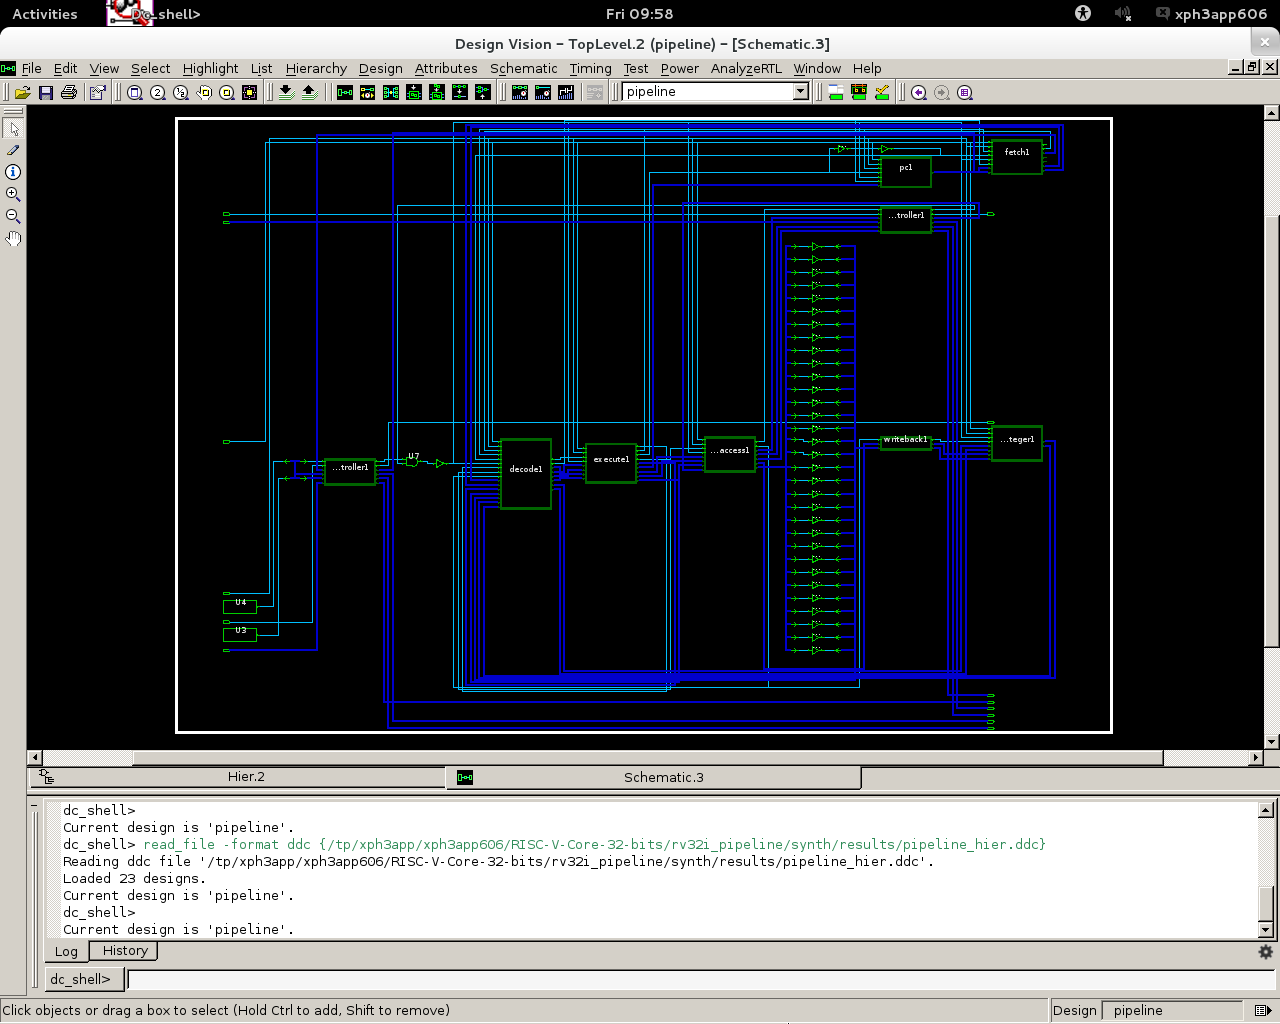 Activities
Dc_shell>
Fri 09:58
xph3app606
Design Vision - TopLevel.2 (pipeline) - [Schematic.3]
File Edit View Select Highlight List Hierarchy Design Attributes Schematic Timing Test Power AnalyzeRTL Window Help
pipeline
fetch1
pc1
...troller1
writeback1
...teger1
U7
...troller1
decode1
execute1
...access1
U4
U3
Hier.2
Schematic.3
dc_shell>
Current design is 'pipeline'.
dc_shell> read_file -format ddc {/tp/xph3app/xph3app606/RISC-V-Core-32-bits/rv32i_pipeline/synth/results/pipeline_hier.ddc}
Reading ddc file '/tp/xph3app/xph3app606/RISC-V-Core-32-bits/rv32i_pipeline/synth/results/pipeline_hier.ddc'.
Loaded 23 designs.
Current design is 'pipeline'.
dc_shell>
Current design is 'pipeline'.
Log History
dc_shell>
Click objects or drag a box to select (Hold Ctrl to add, Shift to remove)
Design pipeline